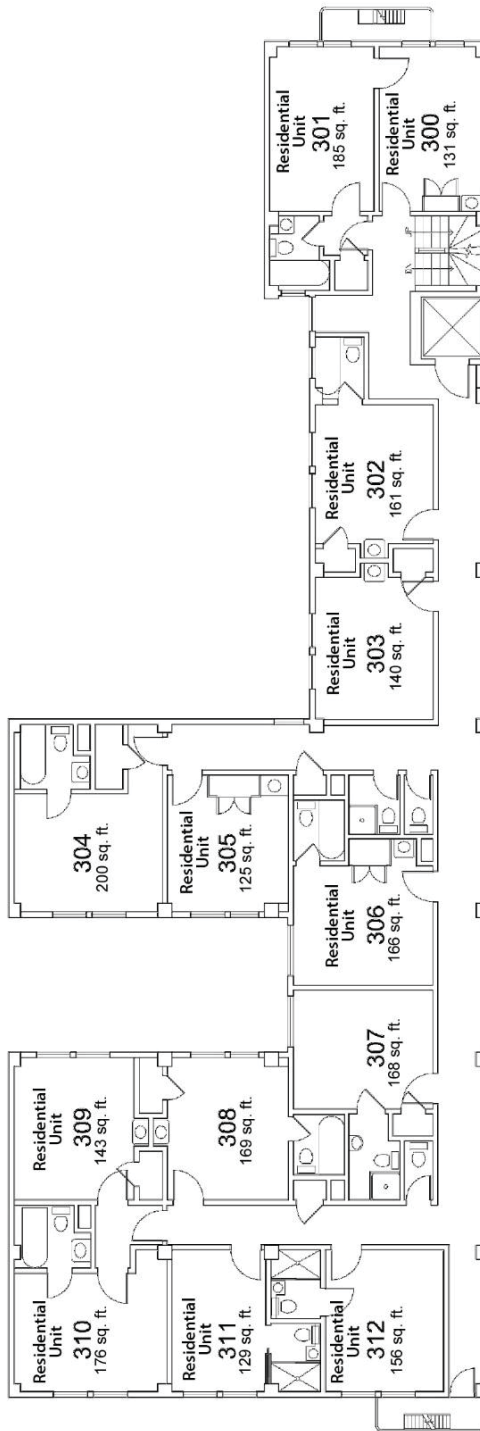 Residential
Unit
301
185 sq. ft.
Residential
Unit
300
131 sq. ft.
Residential
Unit
302
161 sq. ft.
Residential
Unit
303
140 sq. ft.
304
200 sq. ft.
Residential
Unit
305
125 sq. ft.
Residential
Unit
306
166 sq. ft.
307
168 sq. ft.
Residential
Unit
309
143 sq. ft.
308
169 sq. ft.
Residential
Unit
310
176 sq. ft.
Residential
Unit
311
129 sq. ft.
Residential
Unit
312
156 sq. ft.